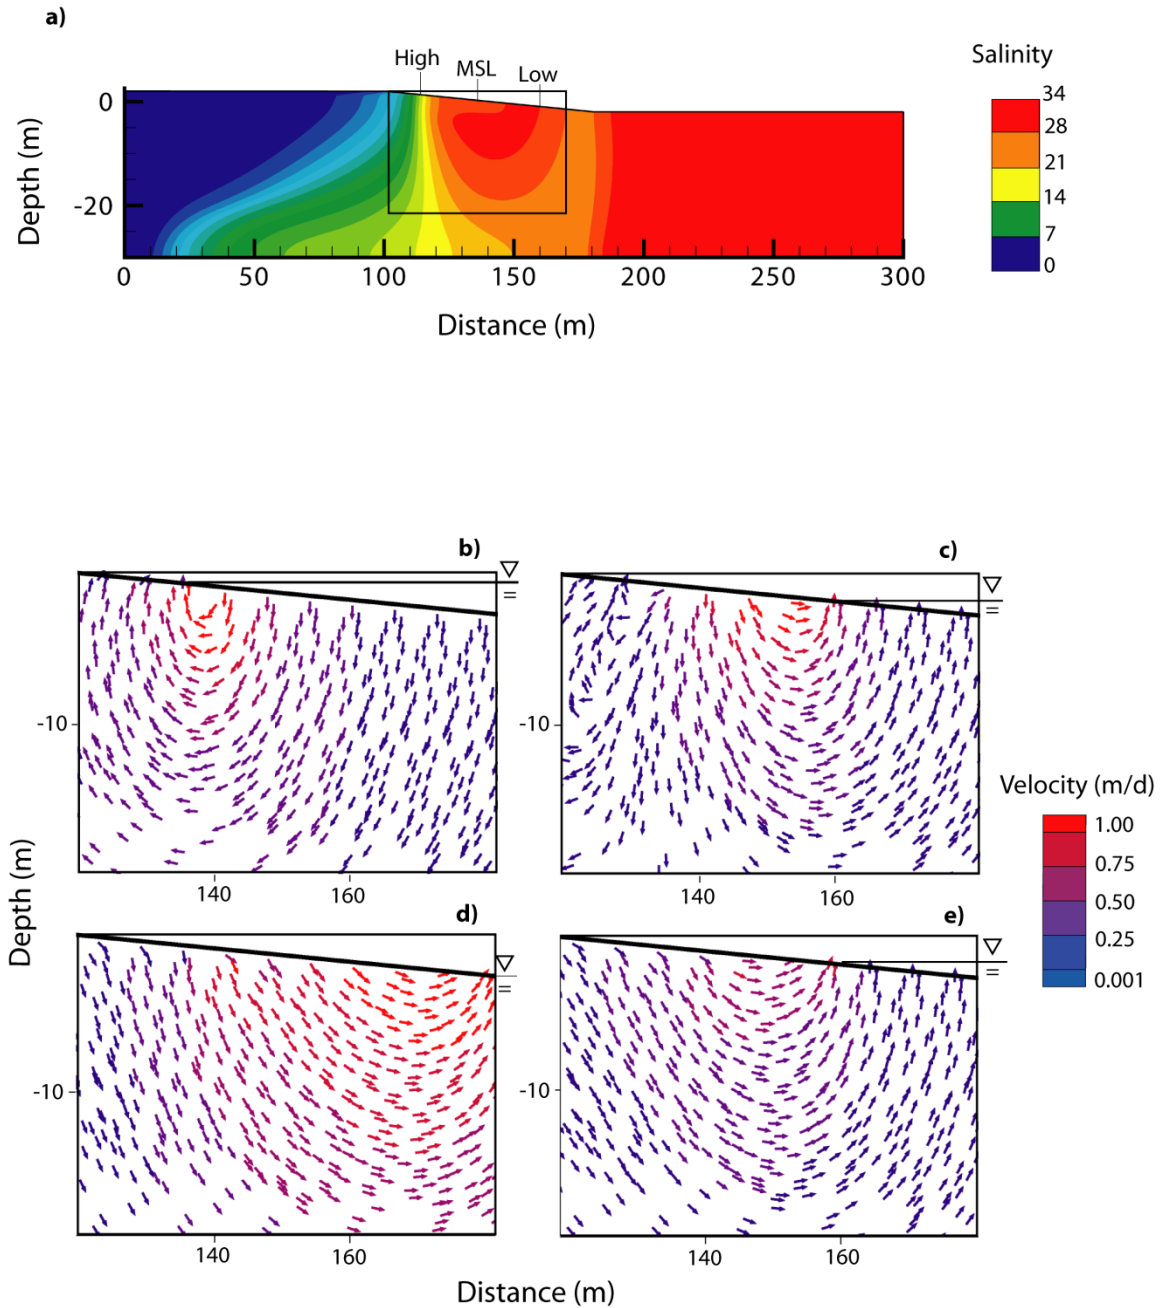 a)
High
MSL
Low
Salinity
34
28
21
14
7
0
0
-20
Depth (m)
0 50 100 150 200 250 300
Distance (m)
b)
c)
-10
-10
140 160
140 160
Velocity (m/d)
1.00
0.75
0.50
0.25
0.001
Depth (m)
d)
e)
-10
-10
140 160
140 160
Distance (m)